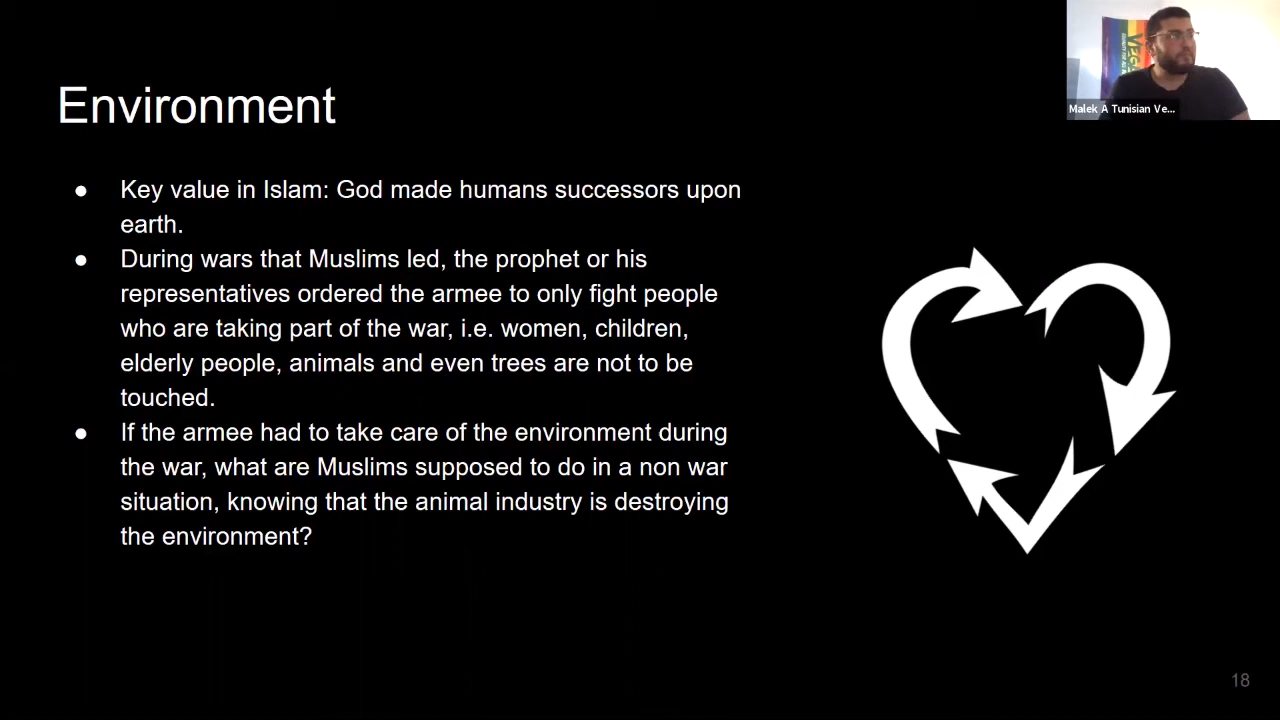 Environment
● Key value in Islam: God made humans successors upon
earth.
● During wars that Muslims led, the prophet or his
representatives ordered the armee to only fight people
who are taking part of the war, i.e. women, children,
elderly people, animals and even trees are not to be
touched.
● If the armee had to take care of the environment during
the war, what are Muslims supposed to do in a non war
situation, knowing that the animal industry is destroying
the environment?
Malek A Tunisian Ve...
18